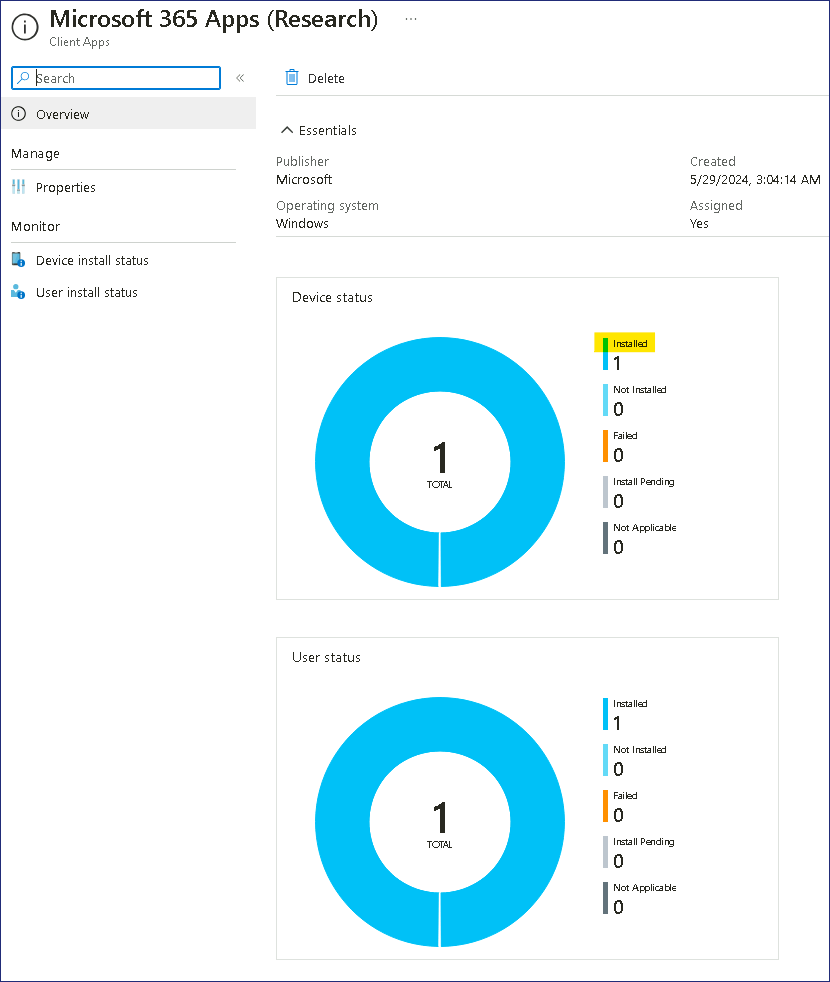 Microsoft 365 Apps (Research) ...
Client Apps
Search
«
Delete
Overview
Essentials
Manage
Publisher
Microsoft
Created
5/29/2024, 3:04:14 AM
Properties
Operating system
Windows
Assigned
Yes
Monitor
Device install status
User install status
Device status
1
TOTAL
Installed
1
Not Installed
0
Failed
0
Install Pending
0
Not Applicable
0
User status
1
TOTAL
Installed
1
Not Installed
0
Failed
0
Install Pending
0
Not Applicable
0